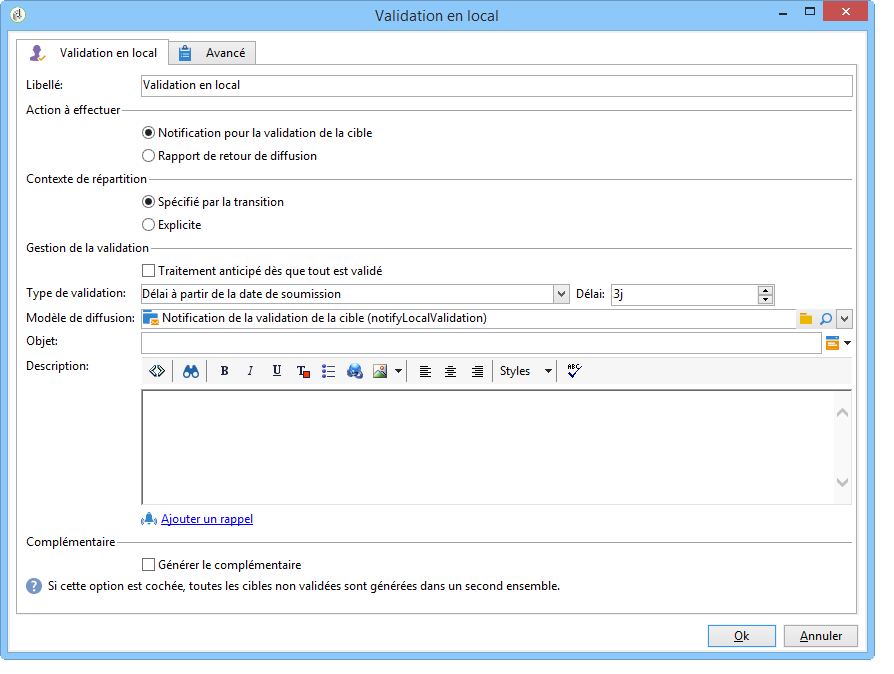 Validation en local
Validation en local
Avancé
Libellé: Validation en local
Action à effectuer
Notification pour la validation de la cible
Rapport de retour de diffusion
Contexte de répartition
Spécifié par la transition
Explicite
Gestion de la validation
Traitement anticipé dès que tout est validé
Type de validation: Délai à partir de la date de soumission Délai: 3j
Modèle de diffusion: Notification de la validation de la cible (notifyLocalValidation)
Objet:
Description: B I U T Styles ABC
Ajouter un rappel
Complémentaire
Générer le complémentaire
? Si cette option est cochée, toutes les cibles non validées sont générées dans un second ensemble.
Ok Annuler